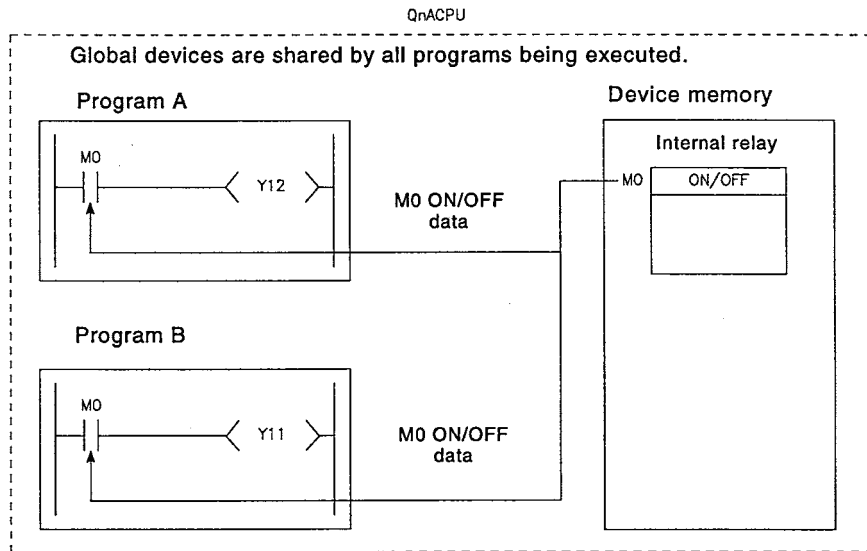 QnACPU
Global devices are shared by all programs being executed.
Program A
M0
Y12
M0 ON/OFF
data
Device memory
Internal relay
M0
ON/OFF
Program B
M0
Y11
M0 ON/OFF
data